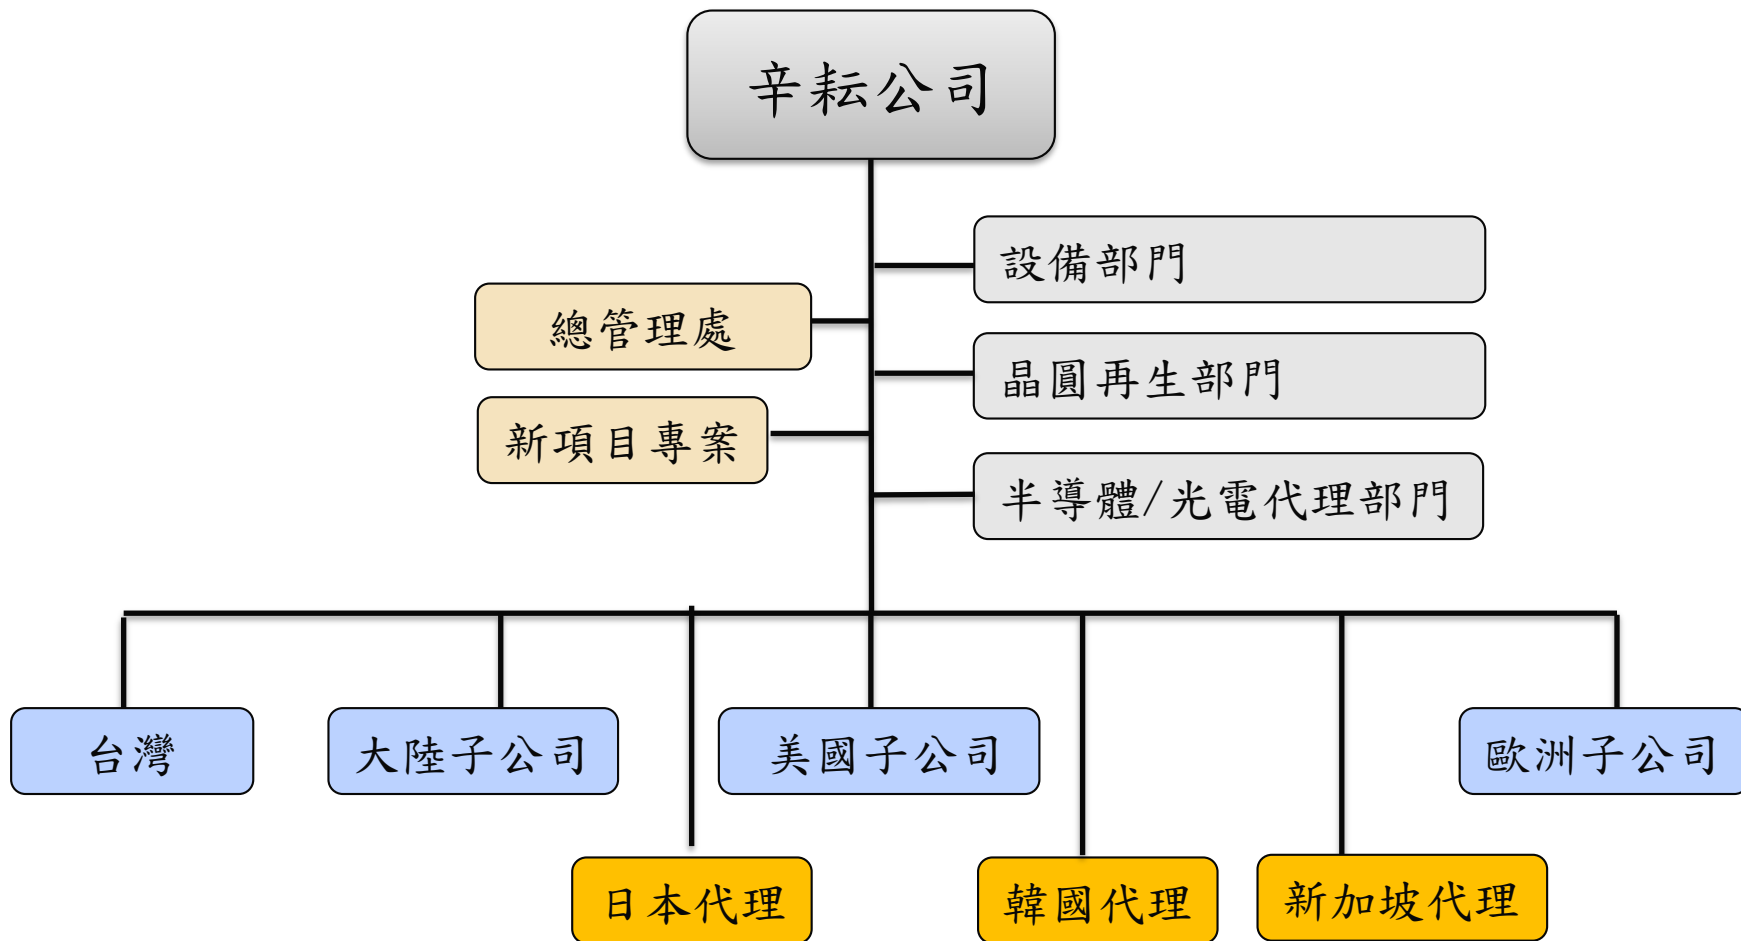 辛耘公司
設備部門
總管理處
晶圓再生部門
新項目專案
半導體/光電代理部門
台灣
大陸子公司
美國子公司
歐洲子公司
日本代理
韓國代理
新加坡代理